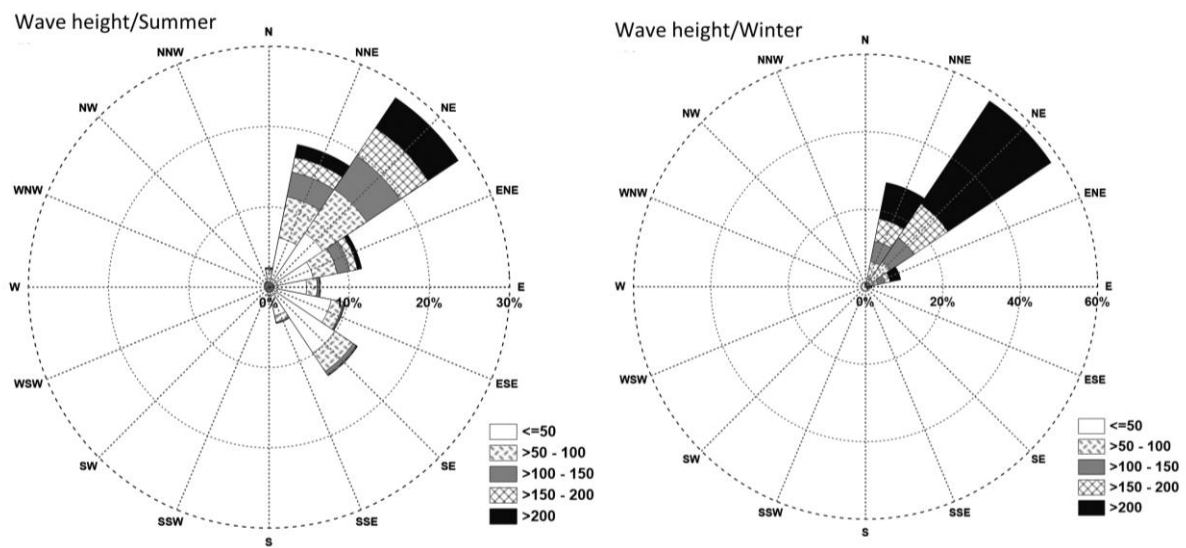 Wave height/Summer
N
NNW
NNE
NW
NE
WNW
ENE
W
E
0%
10%
20%
30%
WSW
ESE
SW
SE
SSW
SSE
S
<=50
>50 - 100
>100 - 150
>150 - 200
>200
Wave height/Winter
N
NNW
NNE
NW
NE
WNW
ENE
W
E
0%
20%
40%
60%
WSW
ESE
SW
SE
SSW
SSE
S
<=50
>50 - 100
>100 - 150
>150 - 200
>200